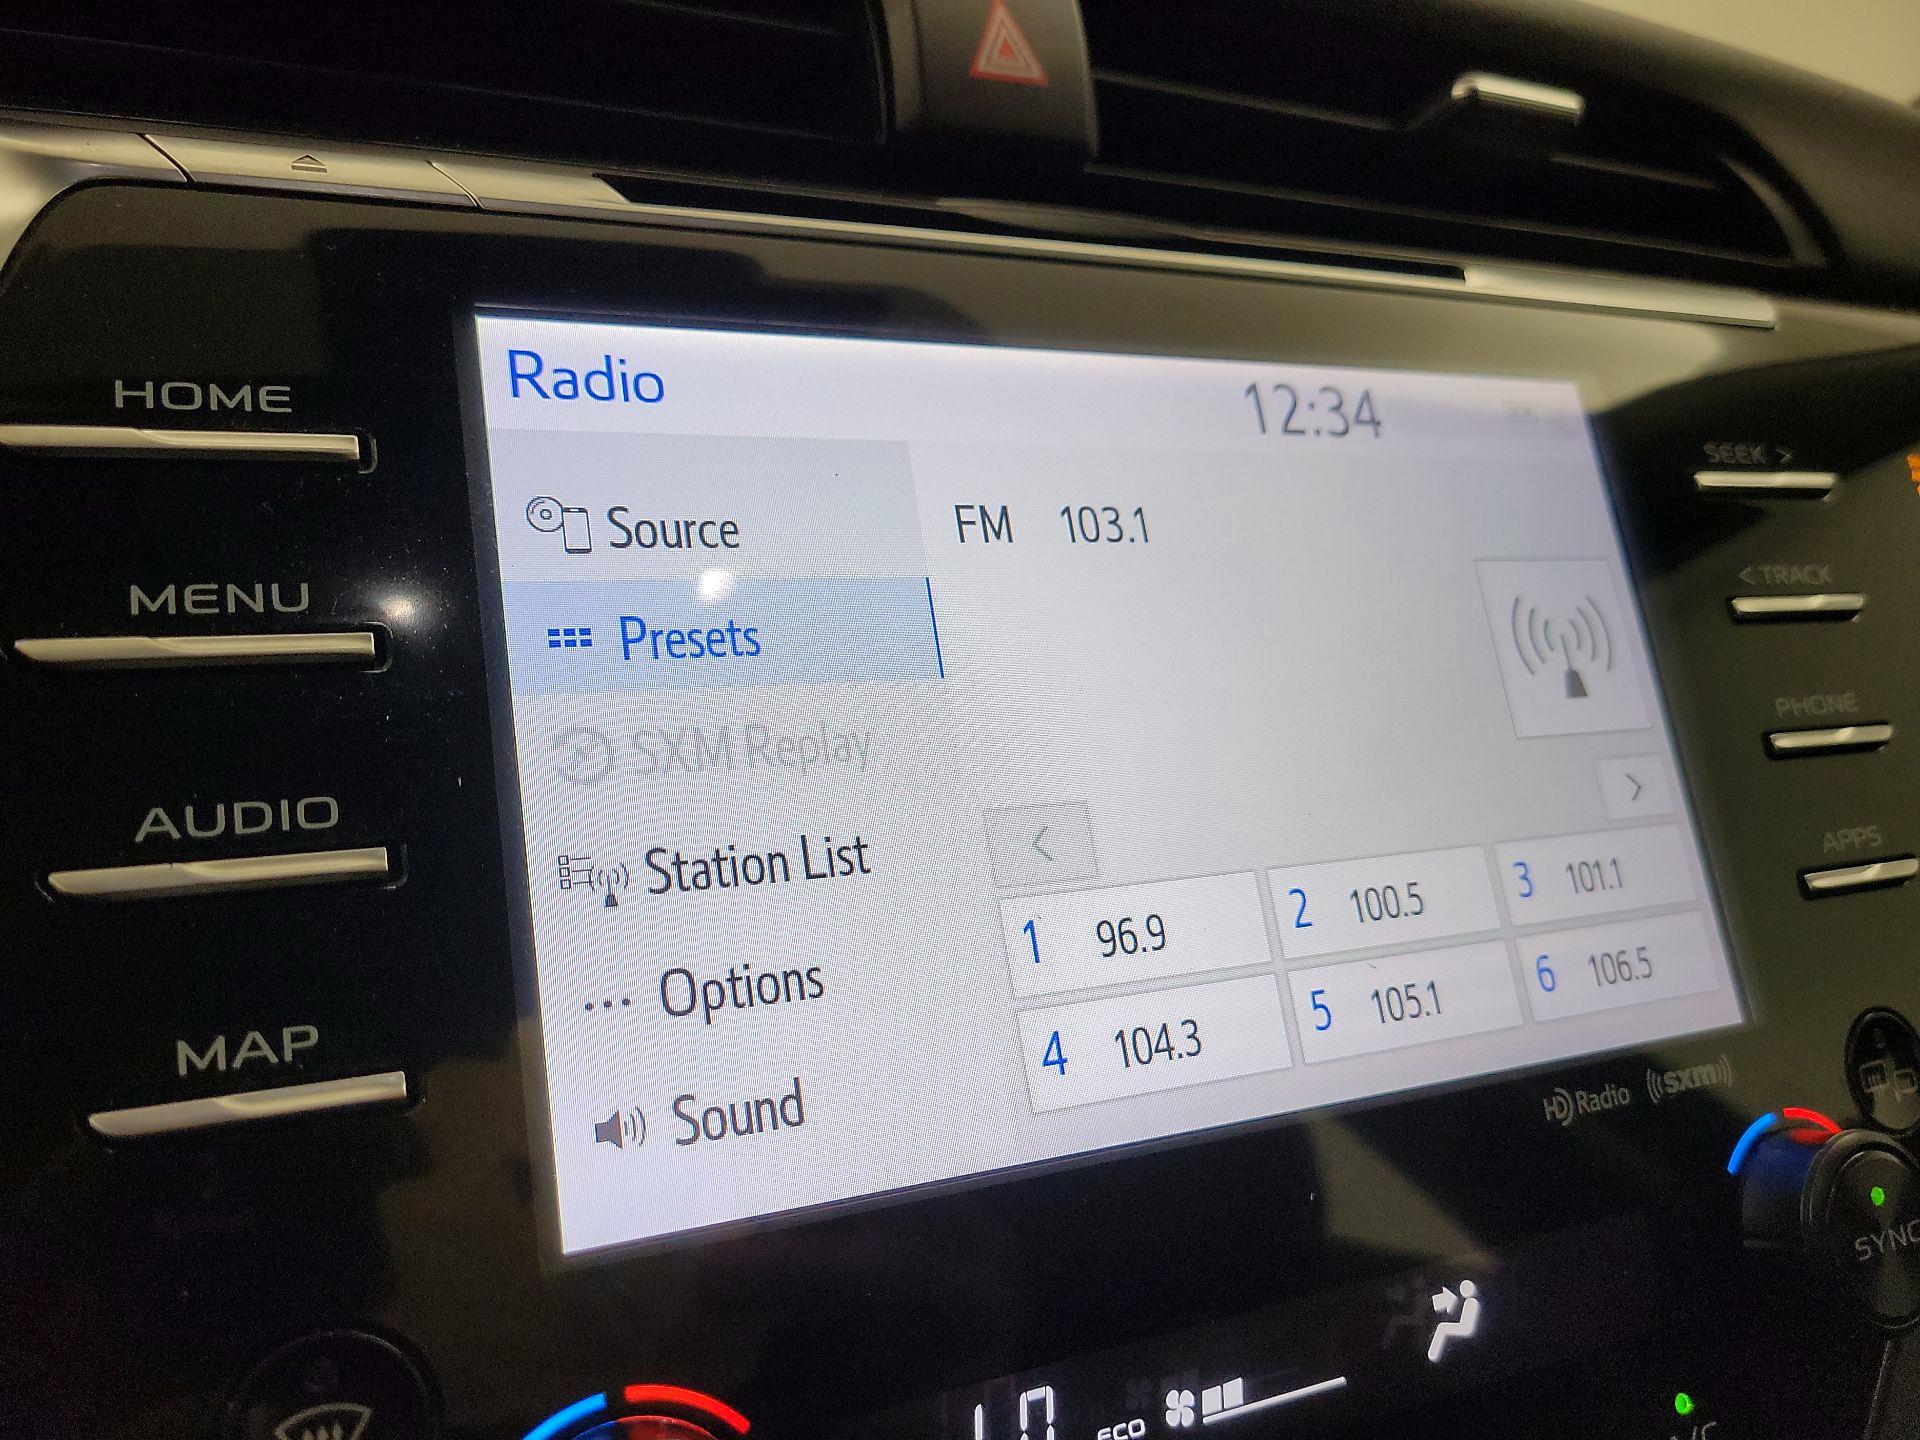 HOME
MENU
AUDIO
MAP
Radio
12:34
Source
Presets
SXM Replay
Station List
Options
Sound
FM 103.1
<
>
1 96.9
2 100.5
3 101.1
4 104.3
5 105.1
6 106.5
SEEK >
< TRACK
PHONE
APPS
HD Radio
((sxm))
SYNC
ECO